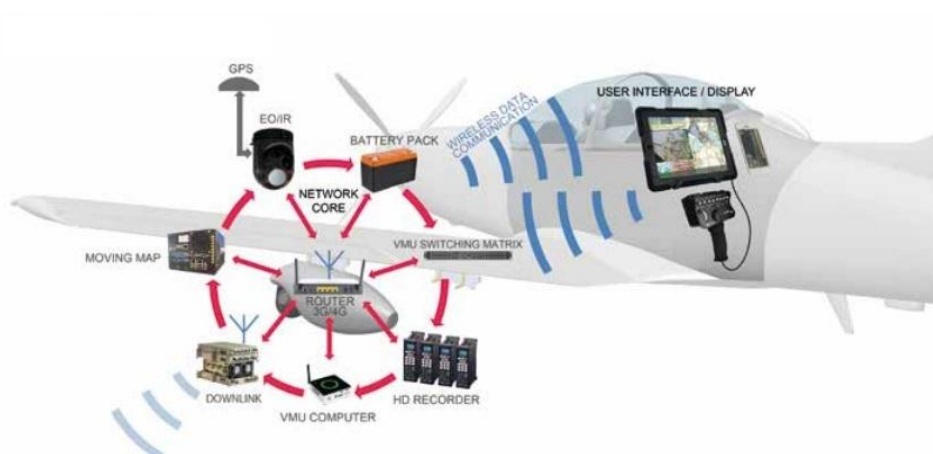 GPS
EO/IR
BATTERY PACK
WIRELESS DATA
COMMUNICATION
USER INTERFACE / DISPLAY
NETWORK
CORE
MOVING MAP
VMU SWITCHING MATRIX
ROUTER
3G/4G
DOWNLINK
VMU COMPUTER
HD RECORDER